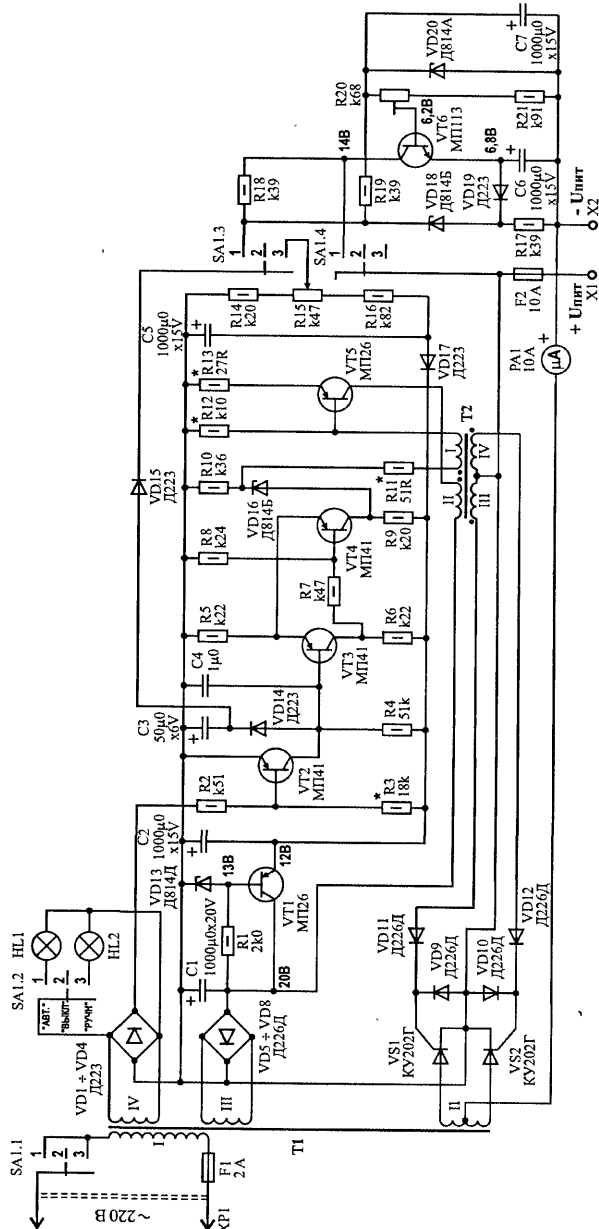 SA1.1
1
2
3
~220 В
XP1
F1
2 А
I
T1
SA1.2
1
2
3
"АВТ."
"ВЫКЛ"
"РУЧН"
HL1
HL2
VD1 ÷ VD4
Д223
IV
III
VD5 ÷ VD8
Д226Д
C1
1000µ0x20V
R1
2k0
20В
13В
12В
VT1
МП26
VD13
Д814Д
C2
1000µ0
x15V
R2
k51
R3
18k
*
VT2
МП41
C3
50µ0
x6V
C4
1µ0
VD14
Д223
R4
51k
VT3
МП41
R5
k22
R6
k22
R7
k47
R8
k24
VT4
МП41
R9
k20
VD15
Д223
R10
k36
VD16
Д814Б
R11
51R
*
R12
k10
*
R13
27R
*
VT5
МП26
C5
1000µ0
x15V
VD17
Д223
R14
k20
R15
k47
R16
k82
SA1.3
1
2
3
SA1.4
1
2
3
R18
k39
14В
R19
k39
VD18
Д814Б
VD19
Д223
R17
k39
VT6
МП113
6,2В
6,8В
R20
k68
R21
k91
VD20
Д814А
C6
1000µ0
x15V
C7
1000µ0
x15V
F2
10 А
+ Uпит
X1
- Uпит
X2
PA1
10 А
µA
T2
I
II
III
IV
VD11
Д226Д
VD9
Д226Д
VD10
Д226Д
VD12
Д226Д
VS1
КУ202Г
VS2
КУ202Г
II